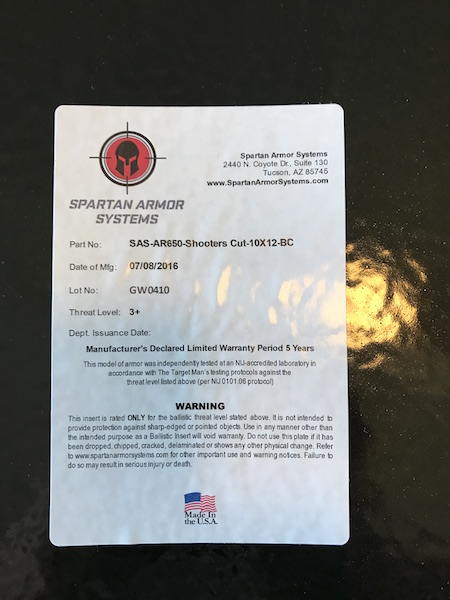 Spartan Armor Systems
2440 N. Coyote Dr., Suite 130
Tucson, AZ 85745
www.SpartanArmorSystems.com
SPARTAN ARMOR
SYSTEMS
Part No: SAS-AR650-Shooters Cut-10X12-BC
Date of Mfg: 07/08/2016
Lot No: GW0410
Threat Level: 3+
Dept. Issuance Date:
Manufacturer's Declared Limited Warranty Period 5 Years
This model of armor was independently tested at an NIJ-accredited laboratory in
accordance with The Target Man's testing protocols against the
threat level listed above (per NIJ 0101.06 protocol)
WARNING
This insert is rated ONLY for the ballistic threat level stated above. It is not intended to
provide protection against sharp-edged or pointed objects. Use in any manner other than
the intended purpose as a Ballistic Insert will void warranty. Do not use this plate if it has
been dropped, chipped, cracked, delaminated or shows any other physical change. Refer
to www.spartanarmorsystems.com for other important use and warning notices. Failure to
do so may result in serious injury or death.
Made In
the U.S.A.